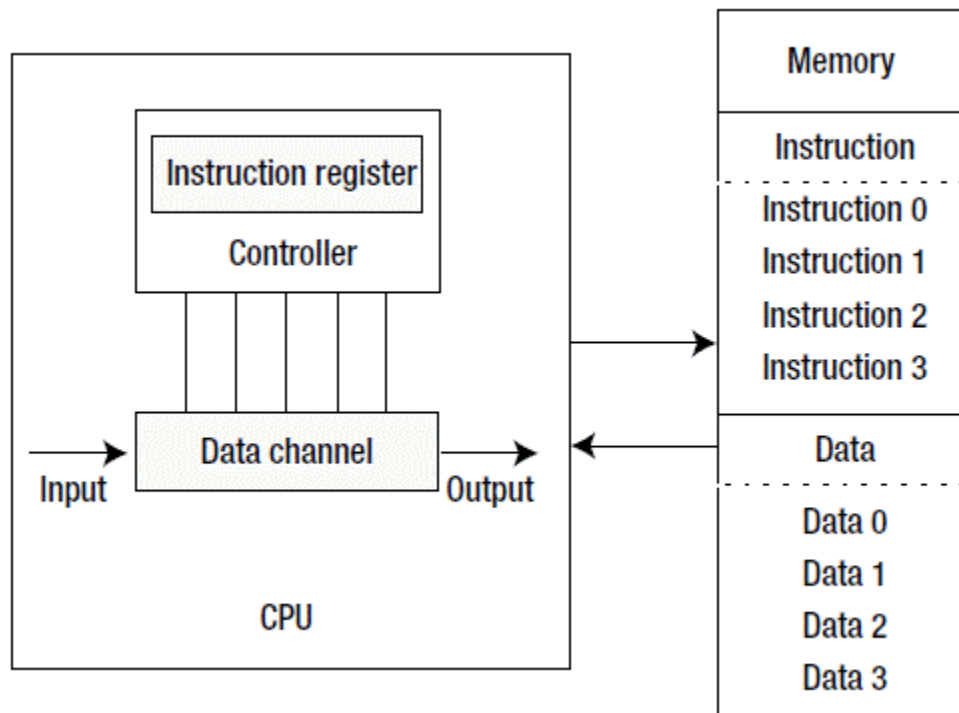 Instruction register
Controller
Data channel
Input
Output
CPU
Memory
Instruction
Instruction 0
Instruction 1
Instruction 2
Instruction 3
Data
Data 0
Data 1
Data 2
Data 3